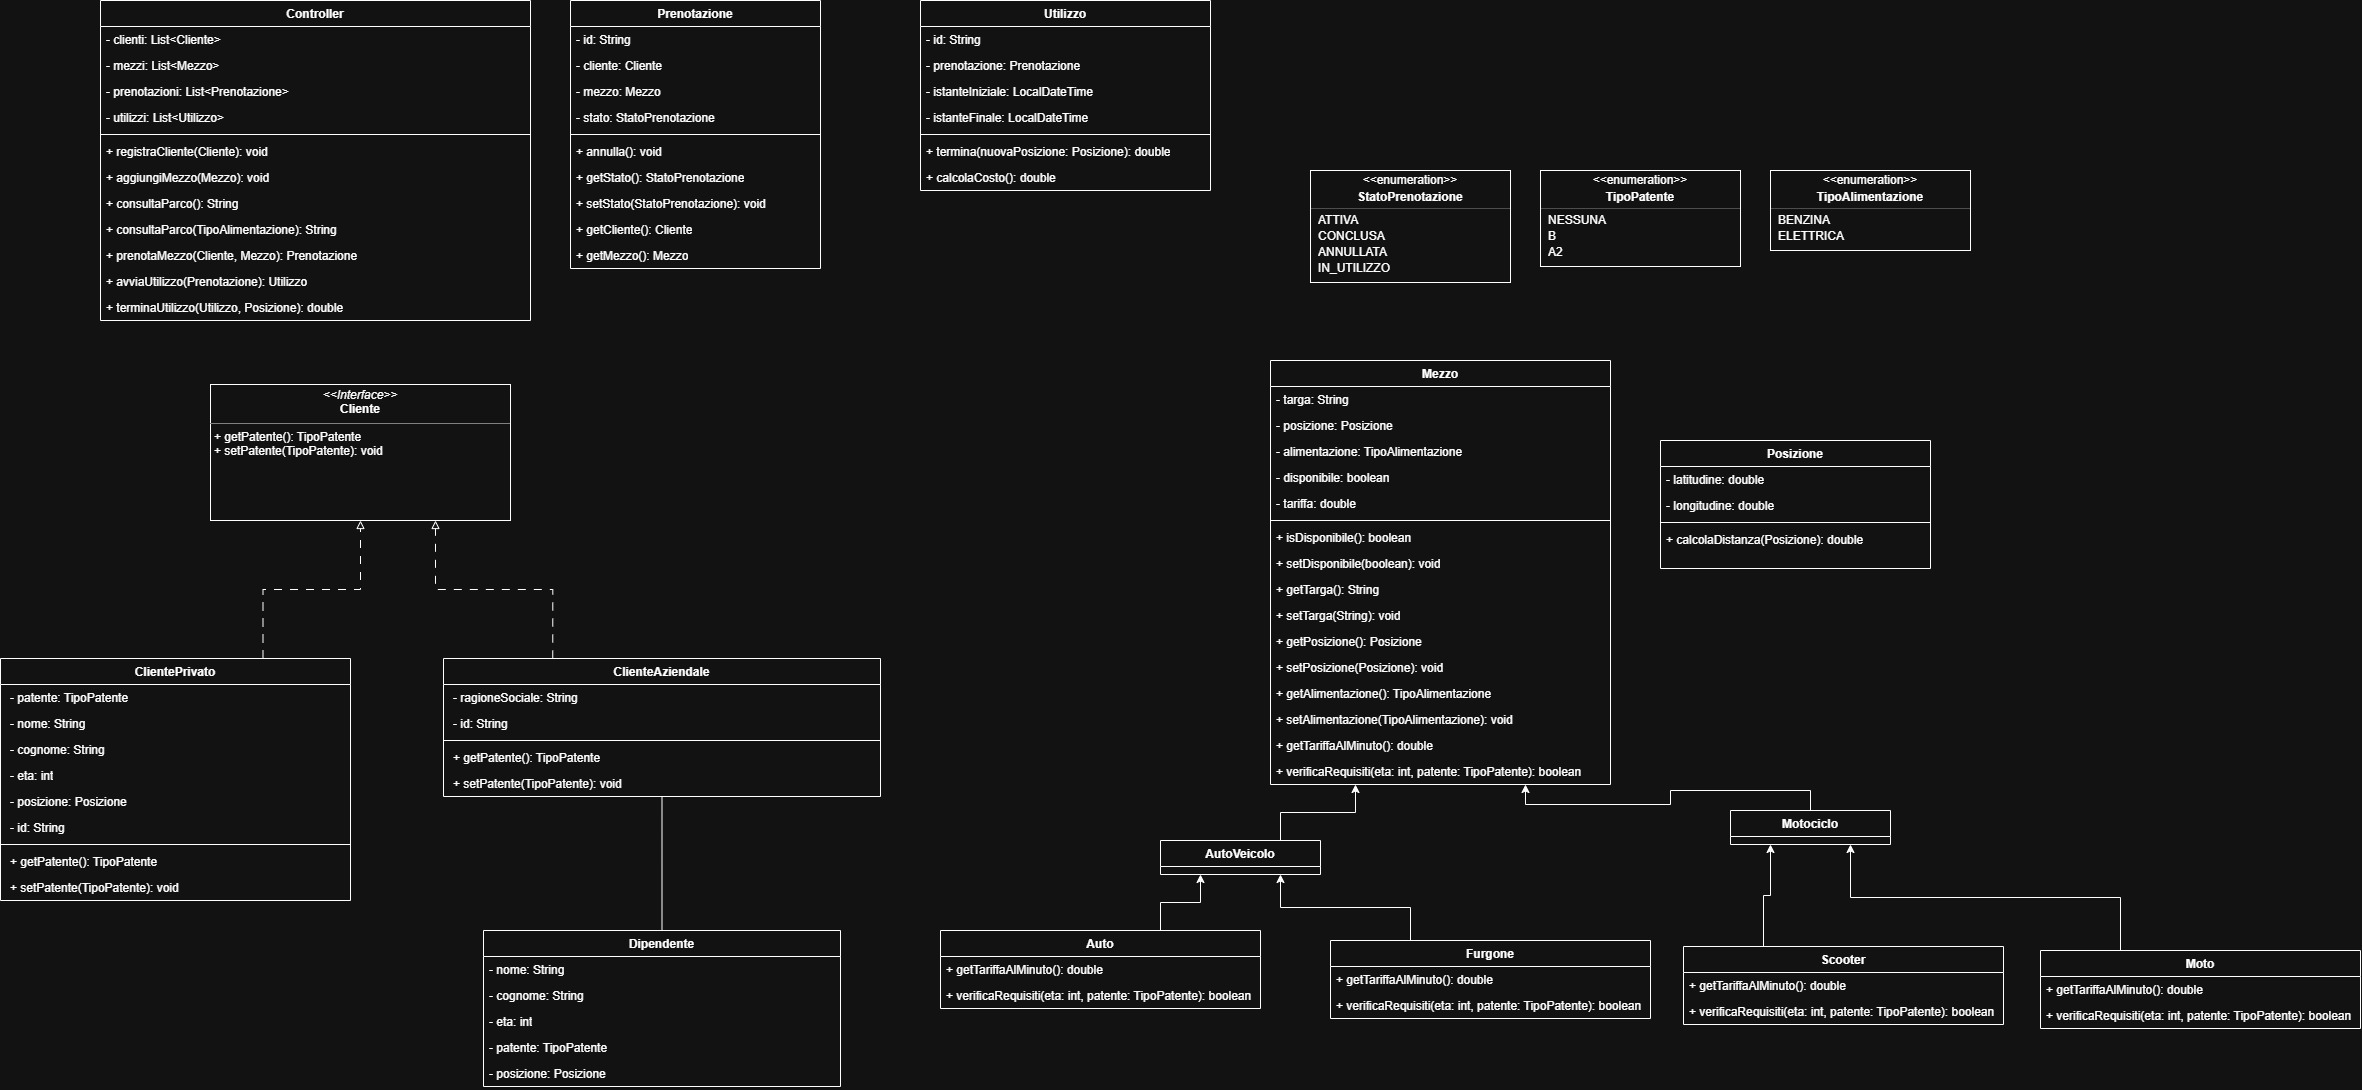 Controller
- clienti: List<Cliente>
- mezzi: List<Mezzo>
- prenotazioni: List<Prenotazione>
- utilizzi: List<Utilizzo>
+ registraCliente(Cliente): void
+ aggiungiMezzo(Mezzo): void
+ consultaParco(): String
+ consultaParco(TipoAlimentazione): String
+ prenotaMezzo(Cliente, Mezzo): Prenotazione
+ avviaUtilizzo(Prenotazione): Utilizzo
+ terminaUtilizzo(Utilizzo, Posizione): double
Prenotazione
- id: String
- cliente: Cliente
- mezzo: Mezzo
- stato: StatoPrenotazione
+ annulla(): void
+ getStato(): StatoPrenotazione
+ setStato(StatoPrenotazione): void
+ getCliente(): Cliente
+ getMezzo(): Mezzo
Utilizzo
- id: String
- prenotazione: Prenotazione
- istanteIniziale: LocalDateTime
- istanteFinale: LocalDateTime
+ termina(nuovaPosizione: Posizione): double
+ calcolaCosto(): double
<<enumeration>>
StatoPrenotazione
ATTIVA
CONCLUSA
ANNULLATA
IN_UTILIZZO
<<enumeration>>
TipoPatente
NESSUNA
B
A2
<<enumeration>>
TipoAlimentazione
BENZINA
ELETTRICA
<<Interface>>
Cliente
+ getPatente(): TipoPatente
+ setPatente(TipoPatente): void
Mezzo
- targa: String
- posizione: Posizione
- alimentazione: TipoAlimentazione
- disponibile: boolean
- tariffa: double
+ isDisponibile(): boolean
+ setDisponibile(boolean): void
+ getTarga(): String
+ setTarga(String): void
+ getPosizione(): Posizione
+ setPosizione(Posizione): void
+ getAlimentazione(): TipoAlimentazione
+ setAlimentazione(TipoAlimentazione): void
+ getTariffaAlMinuto(): double
+ verificaRequisiti(eta: int, patente: TipoPatente): boolean
Posizione
- latitudine: double
- longitudine: double
+ calcolaDistanza(Posizione): double
ClientePrivato
- patente: TipoPatente
- nome: String
- cognome: String
- eta: int
- posizione: Posizione
- id: String
+ getPatente(): TipoPatente
+ setPatente(TipoPatente): void
ClienteAziendale
- ragioneSociale: String
- id: String
+ getPatente(): TipoPatente
+ setPatente(TipoPatente): void
AutoVeicolo
Motociclo
Dipendente
- nome: String
- cognome: String
- eta: int
- patente: TipoPatente
- posizione: Posizione
Auto
+ getTariffaAlMinuto(): double
+ verificaRequisiti(eta: int, patente: TipoPatente): boolean
Furgone
+ getTariffaAlMinuto(): double
+ verificaRequisiti(eta: int, patente: TipoPatente): boolean
Scooter
+ getTariffaAlMinuto(): double
+ verificaRequisiti(eta: int, patente: TipoPatente): boolean
Moto
+ getTariffaAlMinuto(): double
+ verificaRequisiti(eta: int, patente: TipoPatente): boolean